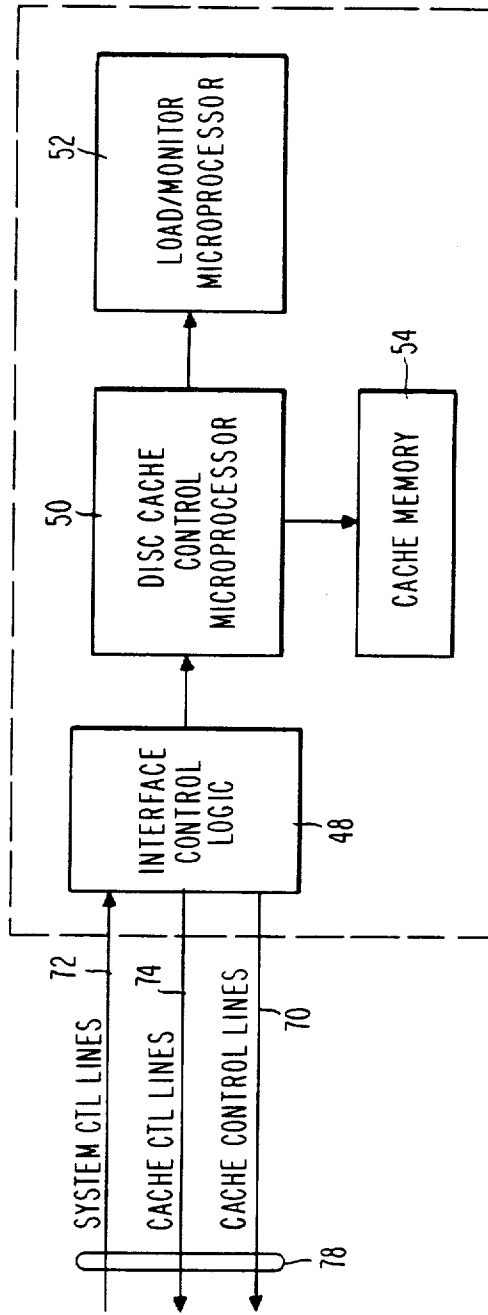 SYSTEM CTL LINES
72
CACHE CTL LINES
74
CACHE CONTROL LINES
70
78
INTERFACE
CONTROL
LOGIC
48
50
DISC CACHE
CONTROL
MICROPROCESSOR
52
LOAD/MONITOR
MICROPROCESSOR
54
CACHE MEMORY